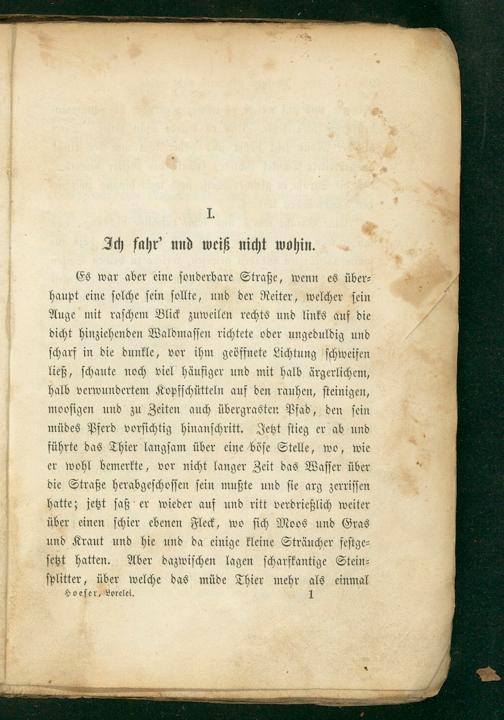 I.
Ich fahr' und weiß nicht wohin.
Es war aber eine sonderbare Straße, wenn es über-
haupt eine solche sein sollte, und der Reiter, welcher sein
Auge mit raschem Blick zuweilen rechts und links auf die
dicht hinziehenden Waldmassen richtete oder ungeduldig und
scharf in die dunkle, vor ihm geöffnete Lichtung schweifen
ließ, schaute noch viel häufiger und mit halb ärgerlichem,
halb verwundertem Kopfschütteln auf den rauhen, steinigen,
moosigen und zu Zeiten auch übergrasten Pfad, den sein
müdes Pferd vorsichtig hinanschritt. Jetzt stieg er ab und
führte das Thier langsam über eine böse Stelle, wo, wie
er wohl bemerkte, vor nicht langer Zeit das Wasser über
die Straße herabgeschossen sein mußte und sie arg zerrissen
hatte; jetzt saß er wieder auf und ritt verdrießlich weiter
über einen schier ebenen Fleck, wo sich Moos und Gras
und Kraut und hie und da einige kleine Sträucher festge-
setzt hatten. Aber dazwischen lagen scharfkantige Stein-
splitter, über welche das müde Thier mehr als einmal
Hoefer, Lorelei. 1